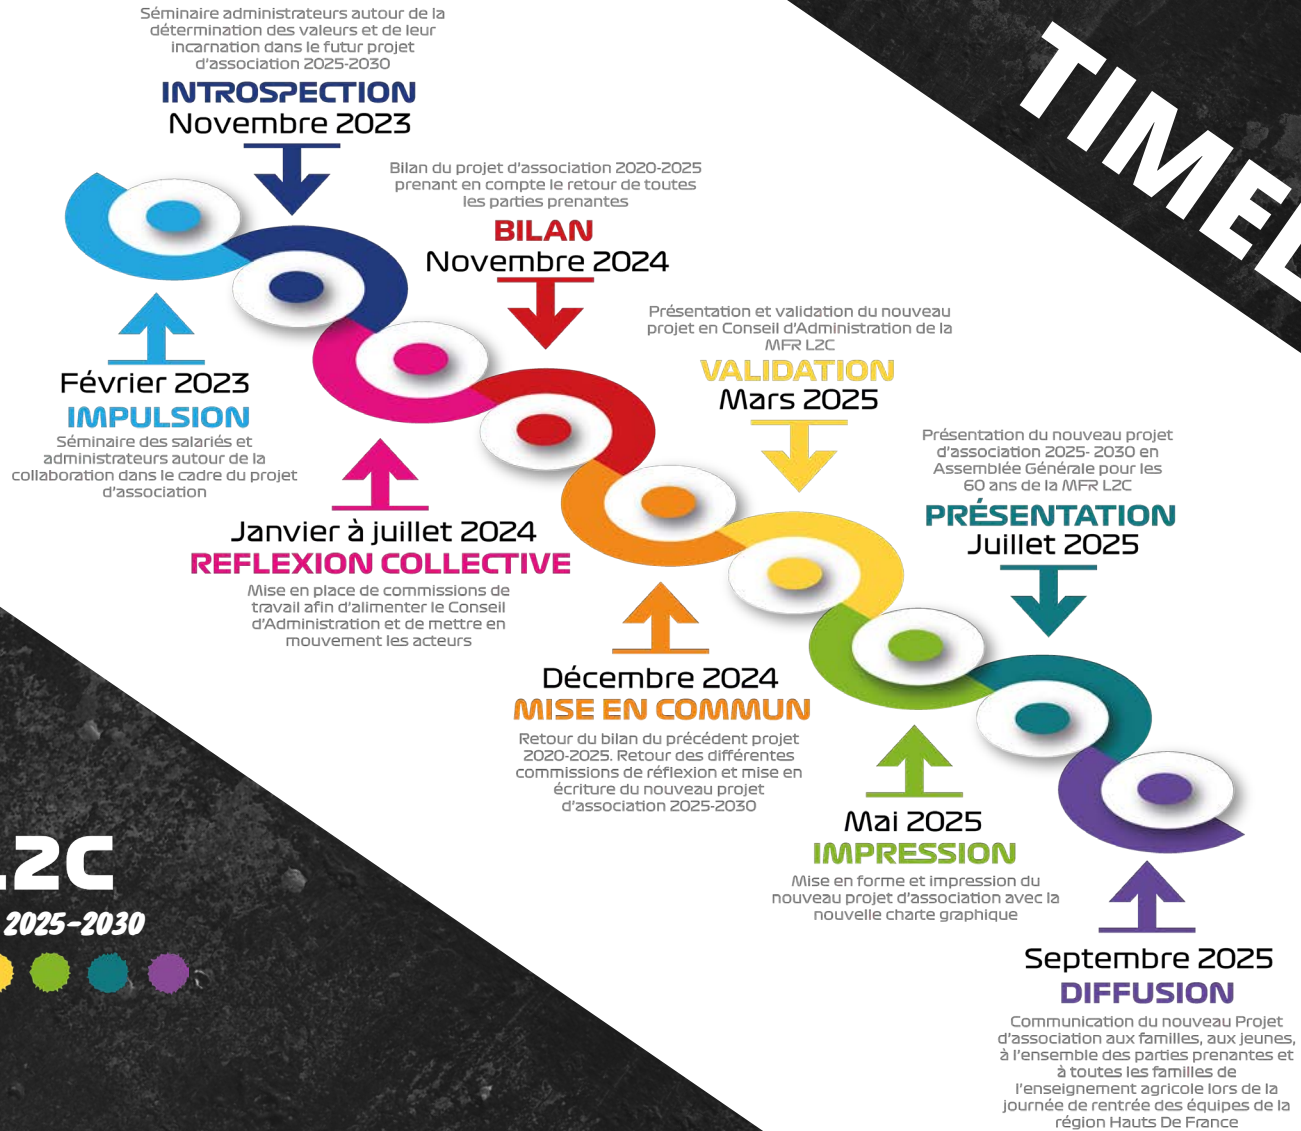 Séminaire administrateurs autour de la
détermination des valeurs et de leur
incarnation dans le futur projet
d'association 2025-2030
INTROSPECTION
Novembre 2023
Bilan du projet d'association 2020-2025
prenant en compte le retour de toutes
les parties prenantes
BILAN
Novembre 2024
Présentation et validation du nouveau
projet en Conseil d'Administration de la
MFR L2C
VALIDATION
Mars 2025
Présentation du nouveau projet
d'association 2025- 2030 en
Assemblée Générale pour les
60 ans de la MFR L2C
PRÉSENTATION
Juillet 2025
Février 2023
IMPULSION
Séminaire des salariés et
administrateurs autour de la
collaboration dans le cadre du projet
d'association
Janvier à juillet 2024
REFLEXION COLLECTIVE
Mise en place de commissions de
travail afin d'alimenter le Conseil
d'Administration et de mettre en
mouvement les acteurs
Décembre 2024
MISE EN COMMUN
Retour du bilan du précédent projet
2020-2025. Retour des différentes
commissions de réflexion et mise en
écriture du nouveau projet
d'association 2025-2030
Mai 2025
IMPRESSION
Mise en forme et impression du
nouveau projet d'association avec la
nouvelle charte graphique
Septembre 2025
DIFFUSION
Communication du nouveau Projet
d'association aux familles, aux jeunes,
à l'ensemble des parties prenantes et
à toutes les familles de
l'enseignement agricole lors de la
journée de rentrée des équipes de la
région Hauts De France
TIMEL
L2C
2025-2030